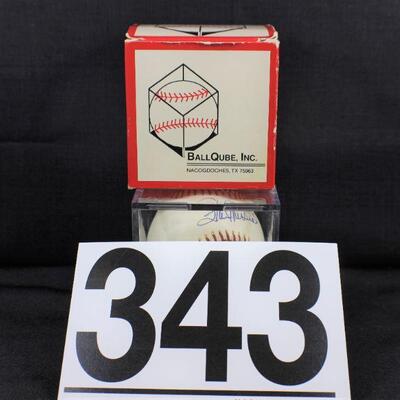 BALLQUBE, INC.
NACOGDOCHES, TX 75963
343